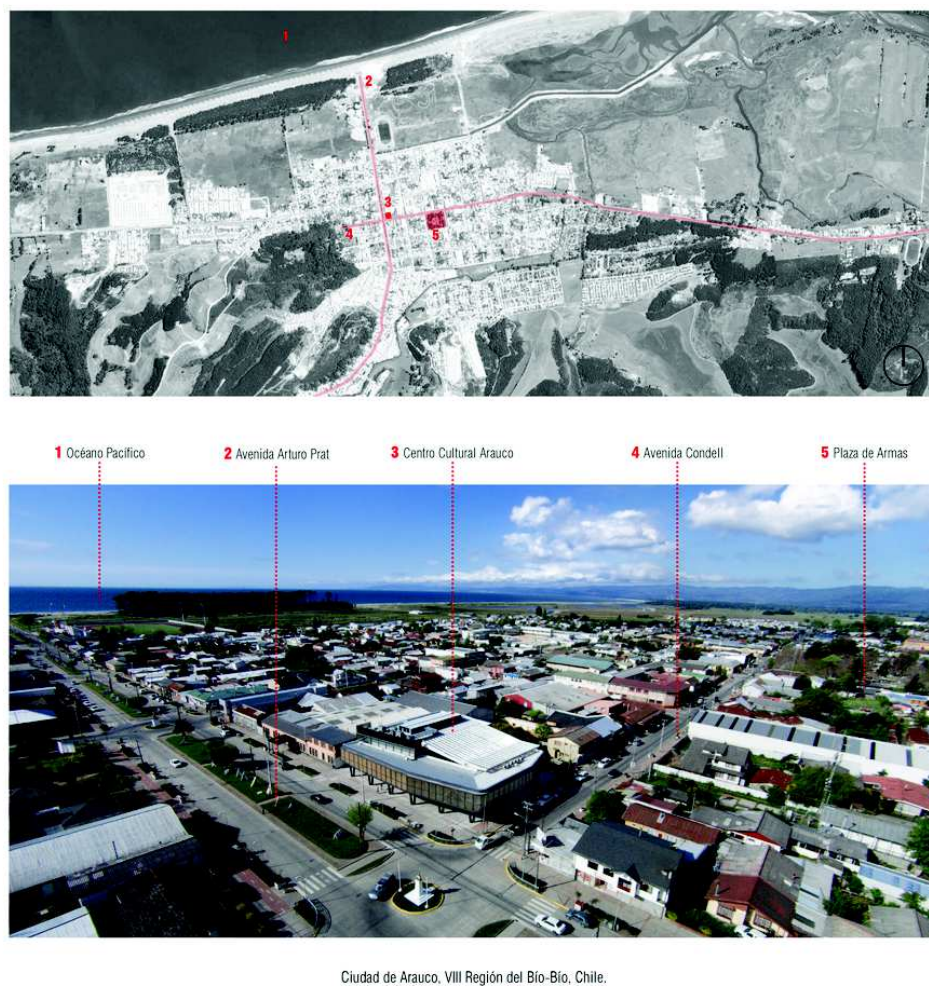 1
2
3
4
5
1 Océano Pacífico
2 Avenida Arturo Prat
3 Centro Cultural Arauco
4 Avenida Condell
5 Plaza de Armas
Ciudad de Arauco, VIII Región del Bío-Bío, Chile.